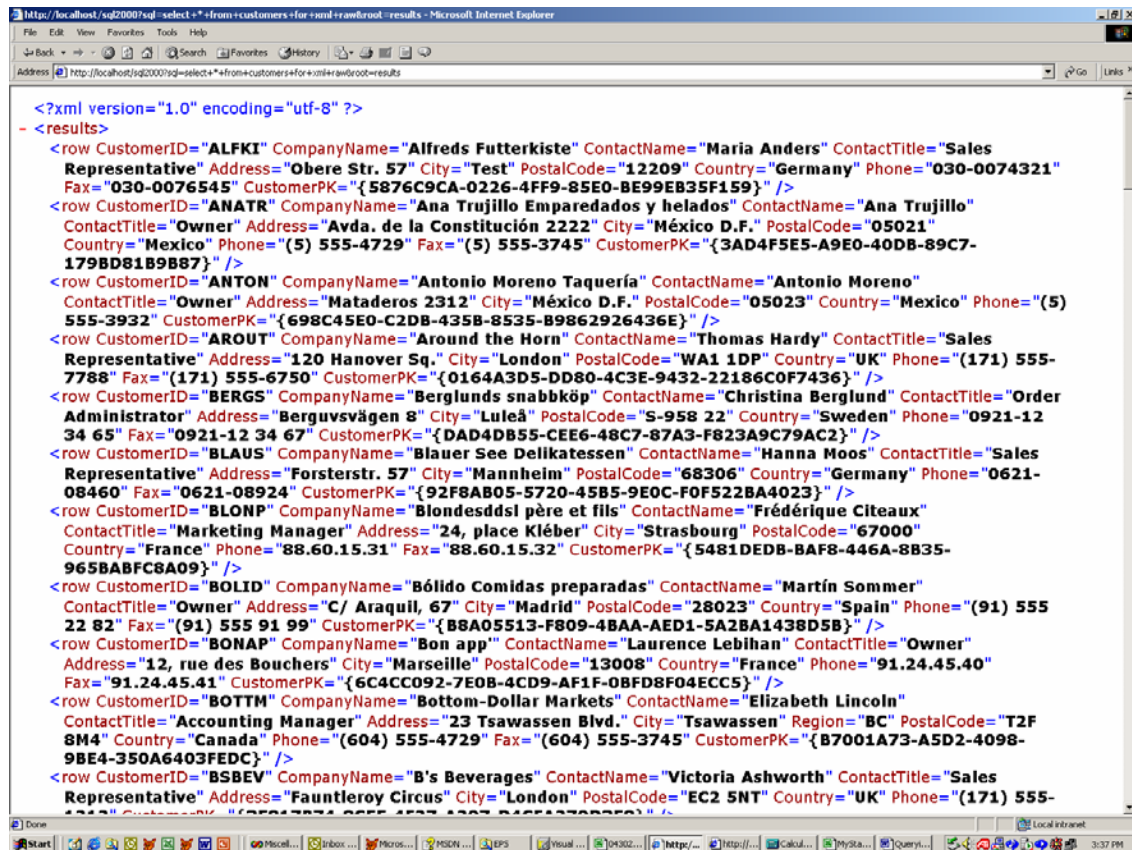 http://localhost/sql2000?sql=select+*+from+customers+for+xml+raw&root=results - Microsoft Internet Explorer
File Edit View Favorites Tools Help
Back Search Favorites History
Address http://localhost/sql2000?sql=select+*+from+customers+for+xml+raw&root=results Go Links
<?xml version="1.0" encoding="utf-8" ?>
- <results>
<row CustomerID="ALFKI" CompanyName="Alfreds Futterkiste" ContactName="Maria Anders" ContactTitle="Sales
Representative" Address="Obere Str. 57" City="Test" PostalCode="12209" Country="Germany" Phone="030-0074321"
Fax="030-0076545" CustomerPK="{5876C9CA-0226-4FF9-85E0-BE99EB35F159}" />
<row CustomerID="ANATR" CompanyName="Ana Trujillo Emparedados y helados" ContactName="Ana Trujillo"
ContactTitle="Owner" Address="Avda. de la Constitución 2222" City="México D.F." PostalCode="05021"
Country="Mexico" Phone="(5) 555-4729" Fax="(5) 555-3745" CustomerPK="{3AD4F5E5-A9E0-40DB-89C7-
179BD81B9B87}" />
<row CustomerID="ANTON" CompanyName="Antonio Moreno Taquería" ContactName="Antonio Moreno"
ContactTitle="Owner" Address="Mataderos 2312" City="México D.F." PostalCode="05023" Country="Mexico" Phone="(5)
555-3932" CustomerPK="{698C45E0-C2DB-435B-8535-B9862926436E}" />
<row CustomerID="AROUT" CompanyName="Around the Horn" ContactName="Thomas Hardy" ContactTitle="Sales
Representative" Address="120 Hanover Sq." City="London" PostalCode="WA1 1DP" Country="UK" Phone="(171) 555-
7788" Fax="(171) 555-6750" CustomerPK="{0164A3D5-DD80-4C3E-9432-22186C0F7436}" />
<row CustomerID="BERGS" CompanyName="Berglunds snabbköp" ContactName="Christina Berglund" ContactTitle="Order
Administrator" Address="Berguvsvägen 8" City="Luleå" PostalCode="S-958 22" Country="Sweden" Phone="0921-12
34 65" Fax="0921-12 34 67" CustomerPK="{DAD4DB55-CEE6-48C7-87A3-F823A9C79AC2}" />
<row CustomerID="BLAUS" CompanyName="Blauer See Delikatessen" ContactName="Hanna Moos" ContactTitle="Sales
Representative" Address="Forsterstr. 57" City="Mannheim" PostalCode="68306" Country="Germany" Phone="0621-
08460" Fax="0621-08924" CustomerPK="{92F8AB05-5720-45B5-9E0C-F0F522BA4023}" />
<row CustomerID="BLONP" CompanyName="Blondesddsl père et fils" ContactName="Frédérique Citeaux"
ContactTitle="Marketing Manager" Address="24, place Kléber" City="Strasbourg" PostalCode="67000"
Country="France" Phone="88.60.15.31" Fax="88.60.15.32" CustomerPK="{5481DEDB-BAF8-446A-8B35-
965BABFC8A09}" />
<row CustomerID="BOLID" CompanyName="Bólido Comidas preparadas" ContactName="Martín Sommer"
ContactTitle="Owner" Address="C/ Araquil, 67" City="Madrid" PostalCode="28023" Country="Spain" Phone="(91) 555
22 82" Fax="(91) 555 91 99" CustomerPK="{B8A05513-F809-4BAA-AED1-5A2BA1438D5B}" />
<row CustomerID="BONAP" CompanyName="Bon app'" ContactName="Laurence Lebihan" ContactTitle="Owner"
Address="12, rue des Bouchers" City="Marseille" PostalCode="13008" Country="France" Phone="91.24.45.40"
Fax="91.24.45.41" CustomerPK="{6C4CC092-7E0B-4CD9-AF1F-0BFD8F04ECC5}" />
<row CustomerID="BOTTM" CompanyName="Bottom-Dollar Markets" ContactName="Elizabeth Lincoln"
ContactTitle="Accounting Manager" Address="23 Tsawassen Blvd." City="Tsawassen" Region="BC" PostalCode="T2F
8M4" Country="Canada" Phone="(604) 555-4729" Fax="(604) 555-3745" CustomerPK="{B7001A73-A5D2-4098-
9BE4-350A6403FEDC}" />
<row CustomerID="BSBEV" CompanyName="B's Beverages" ContactName="Victoria Ashworth" ContactTitle="Sales
Representative" Address="Fauntleroy Circus" City="London" PostalCode="EC2 5NT" Country="UK" Phone="(171) 555-
Done Local intranet
Start Miscell... Inbox ... Micros... MSDN ... EPS Visual ... 04302... http:/... http://... Calcul... MySta... Queryi... 3:37 PM